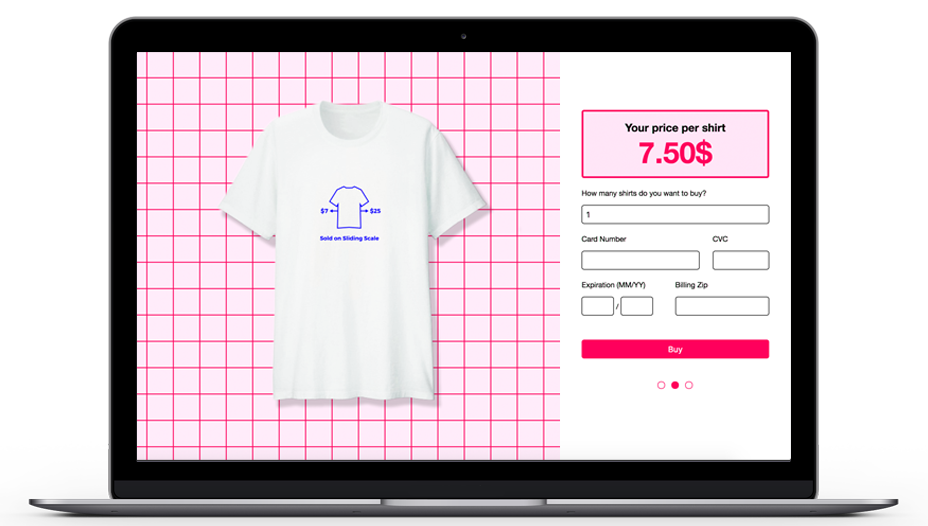 $7
$25
Sold on Sliding Scale
Your price per shirt
7.50$
How many shirts do you want to buy?
1
Card Number
CVC
Expiration (MM/YY)
Billing Zip
/
Buy